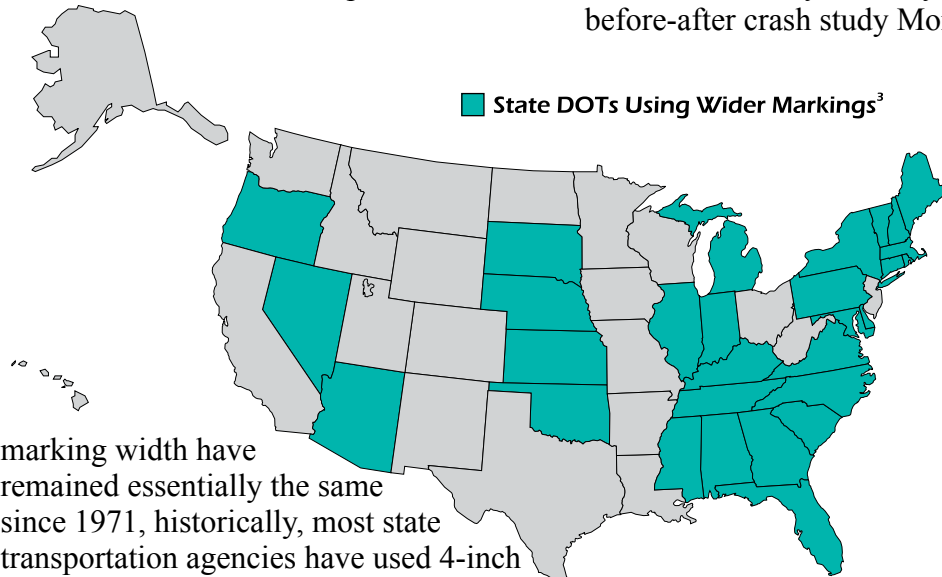 before-after crash study Mo
State DOTs Using Wider Markings³
marking width have
remained essentially the same
since 1971, historically, most state
transportation agencies have used 4-inch